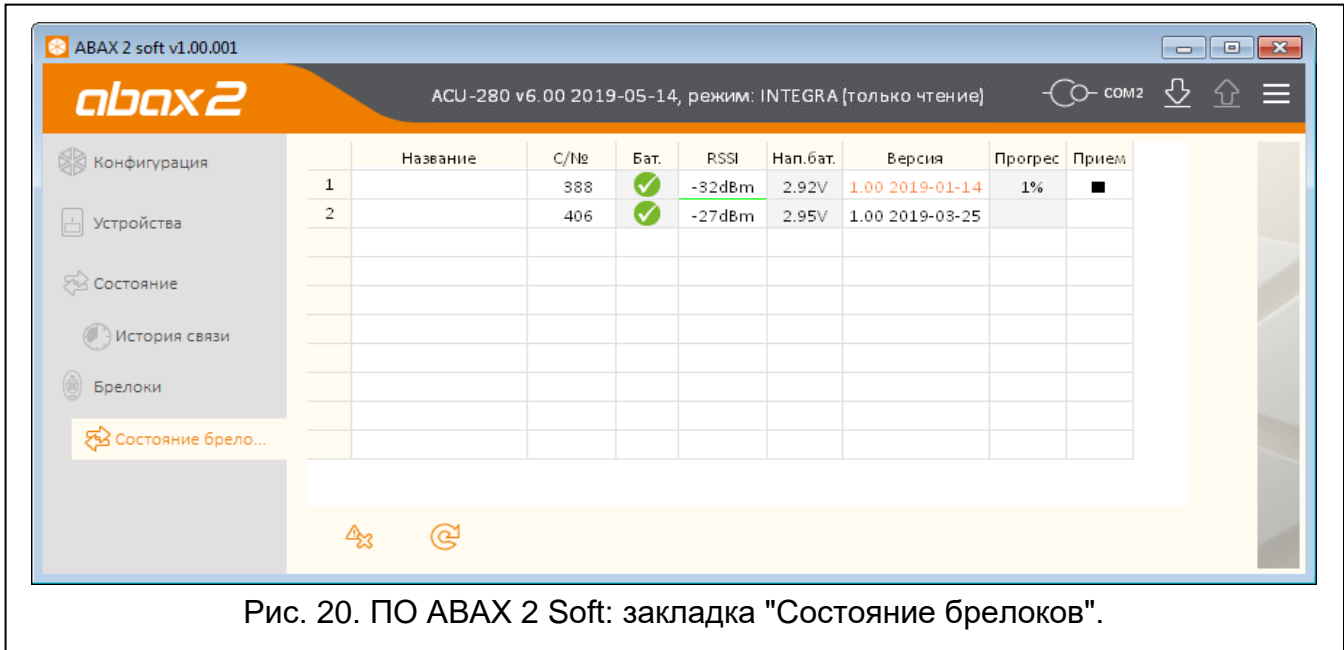 ABAX 2 soft v1.00.001
abax 2
ACU-280 v6.00 2019-05-14, режим: INTEGRA (только чтение)
COM2
Конфигурация
Устройства
Состояние
История связи
Брелоки
Состояние брело...
Название С/№ Бат. RSSI Нап.бат. Версия Прогрес Прием
1 388 -32dBm 2.92V 1.00 2019-01-14 1%
2 406 -27dBm 2.95V 1.00 2019-03-25
Рис. 20. ПО ABAX 2 Soft: закладка "Состояние брелоков".